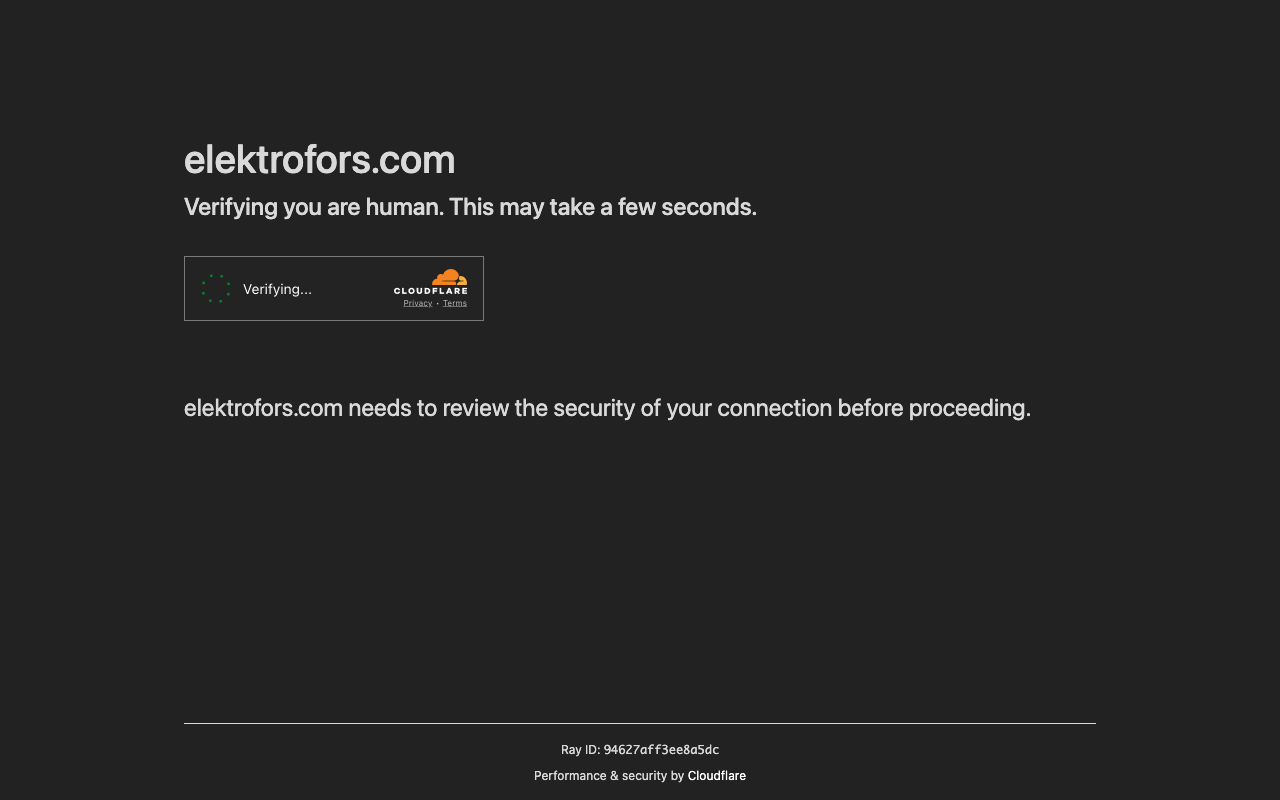 elektrofors.com
Verifying you are human. This may take a few seconds.
Verifying...
CLOUDFLARE
Privacy • Terms
elektrofors.com needs to review the security of your connection before proceeding.
Ray ID: 94627aff3ee8a5dc
Performance & security by Cloudflare